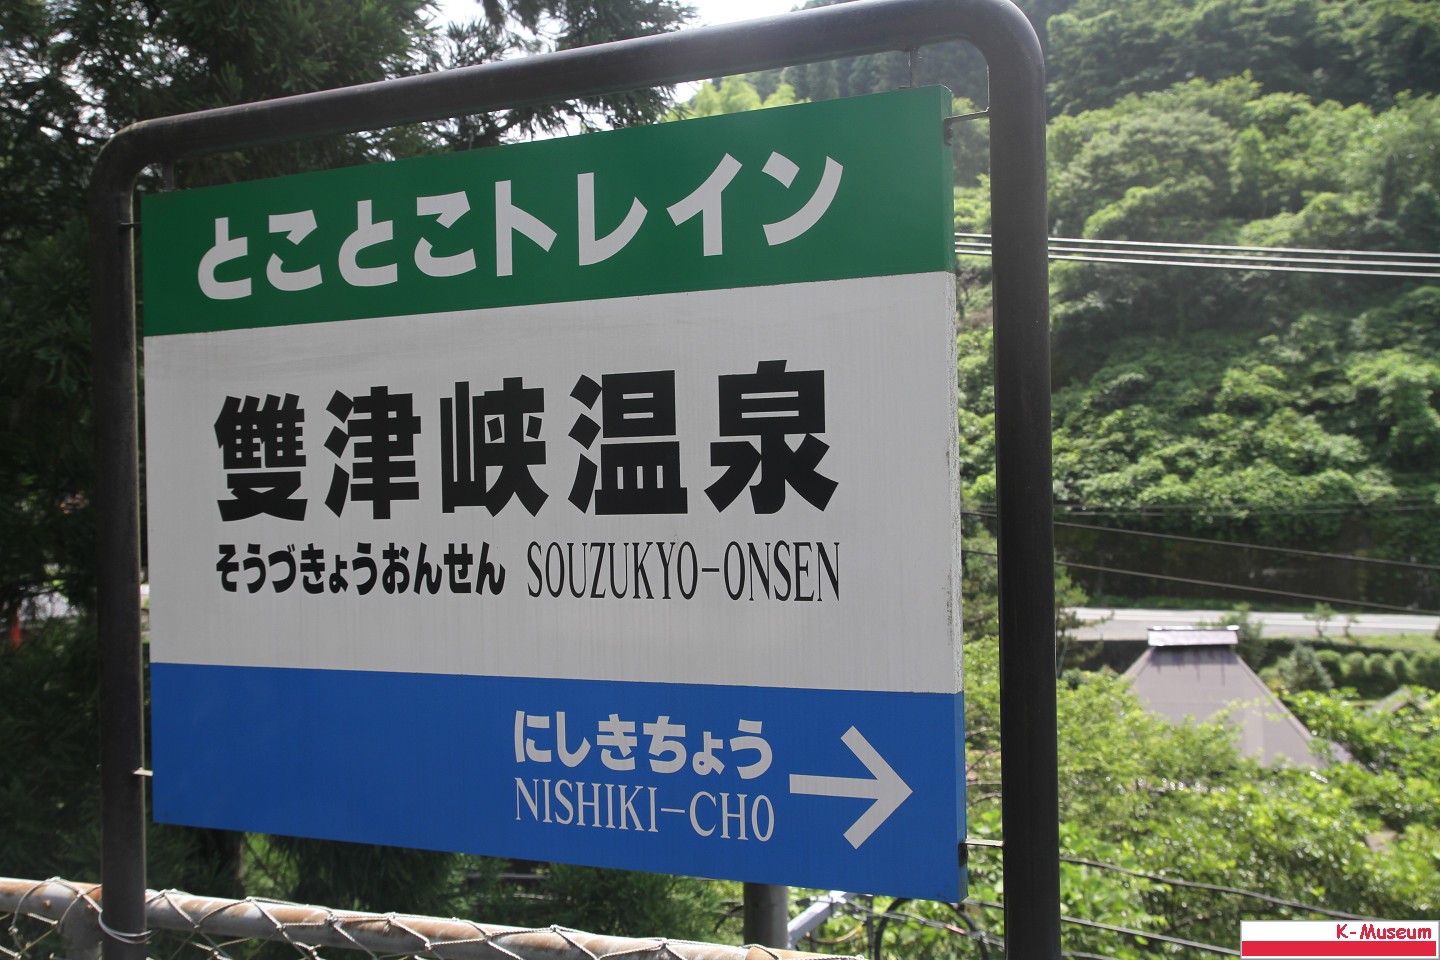 とことこトレイン
雙津峡温泉
そうづきょうおんせん SOUZUKYO-ONSEN
にしきちょう
NISHIKI-CHO
K-Museum